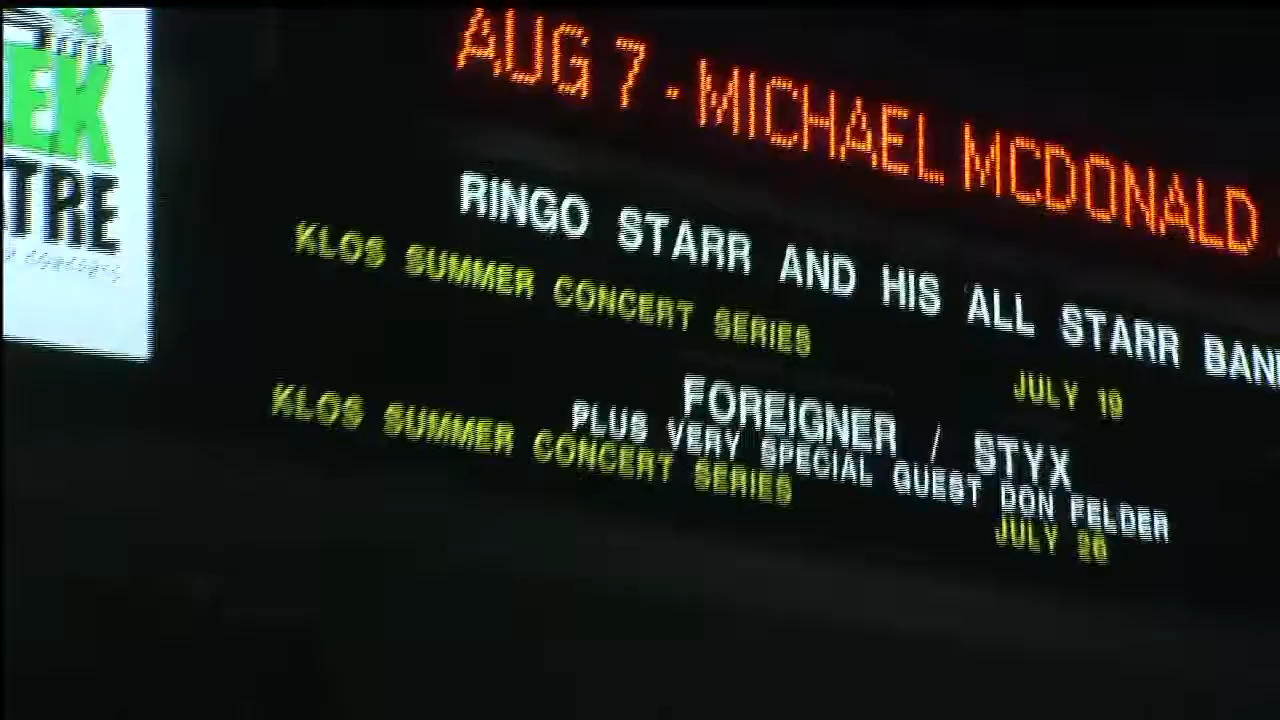 EK
TRE
AUG 7 - MICHAEL MCDONALD
RINGO STARR AND HIS ALL STARR BAN
KLOS SUMMER CONCERT SERIES
JULY 19
FOREIGNER / STYX
PLUS VERY SPECIAL QUEST DON FELDER
KLOS SUMMER CONCERT SERIES
JULY 26